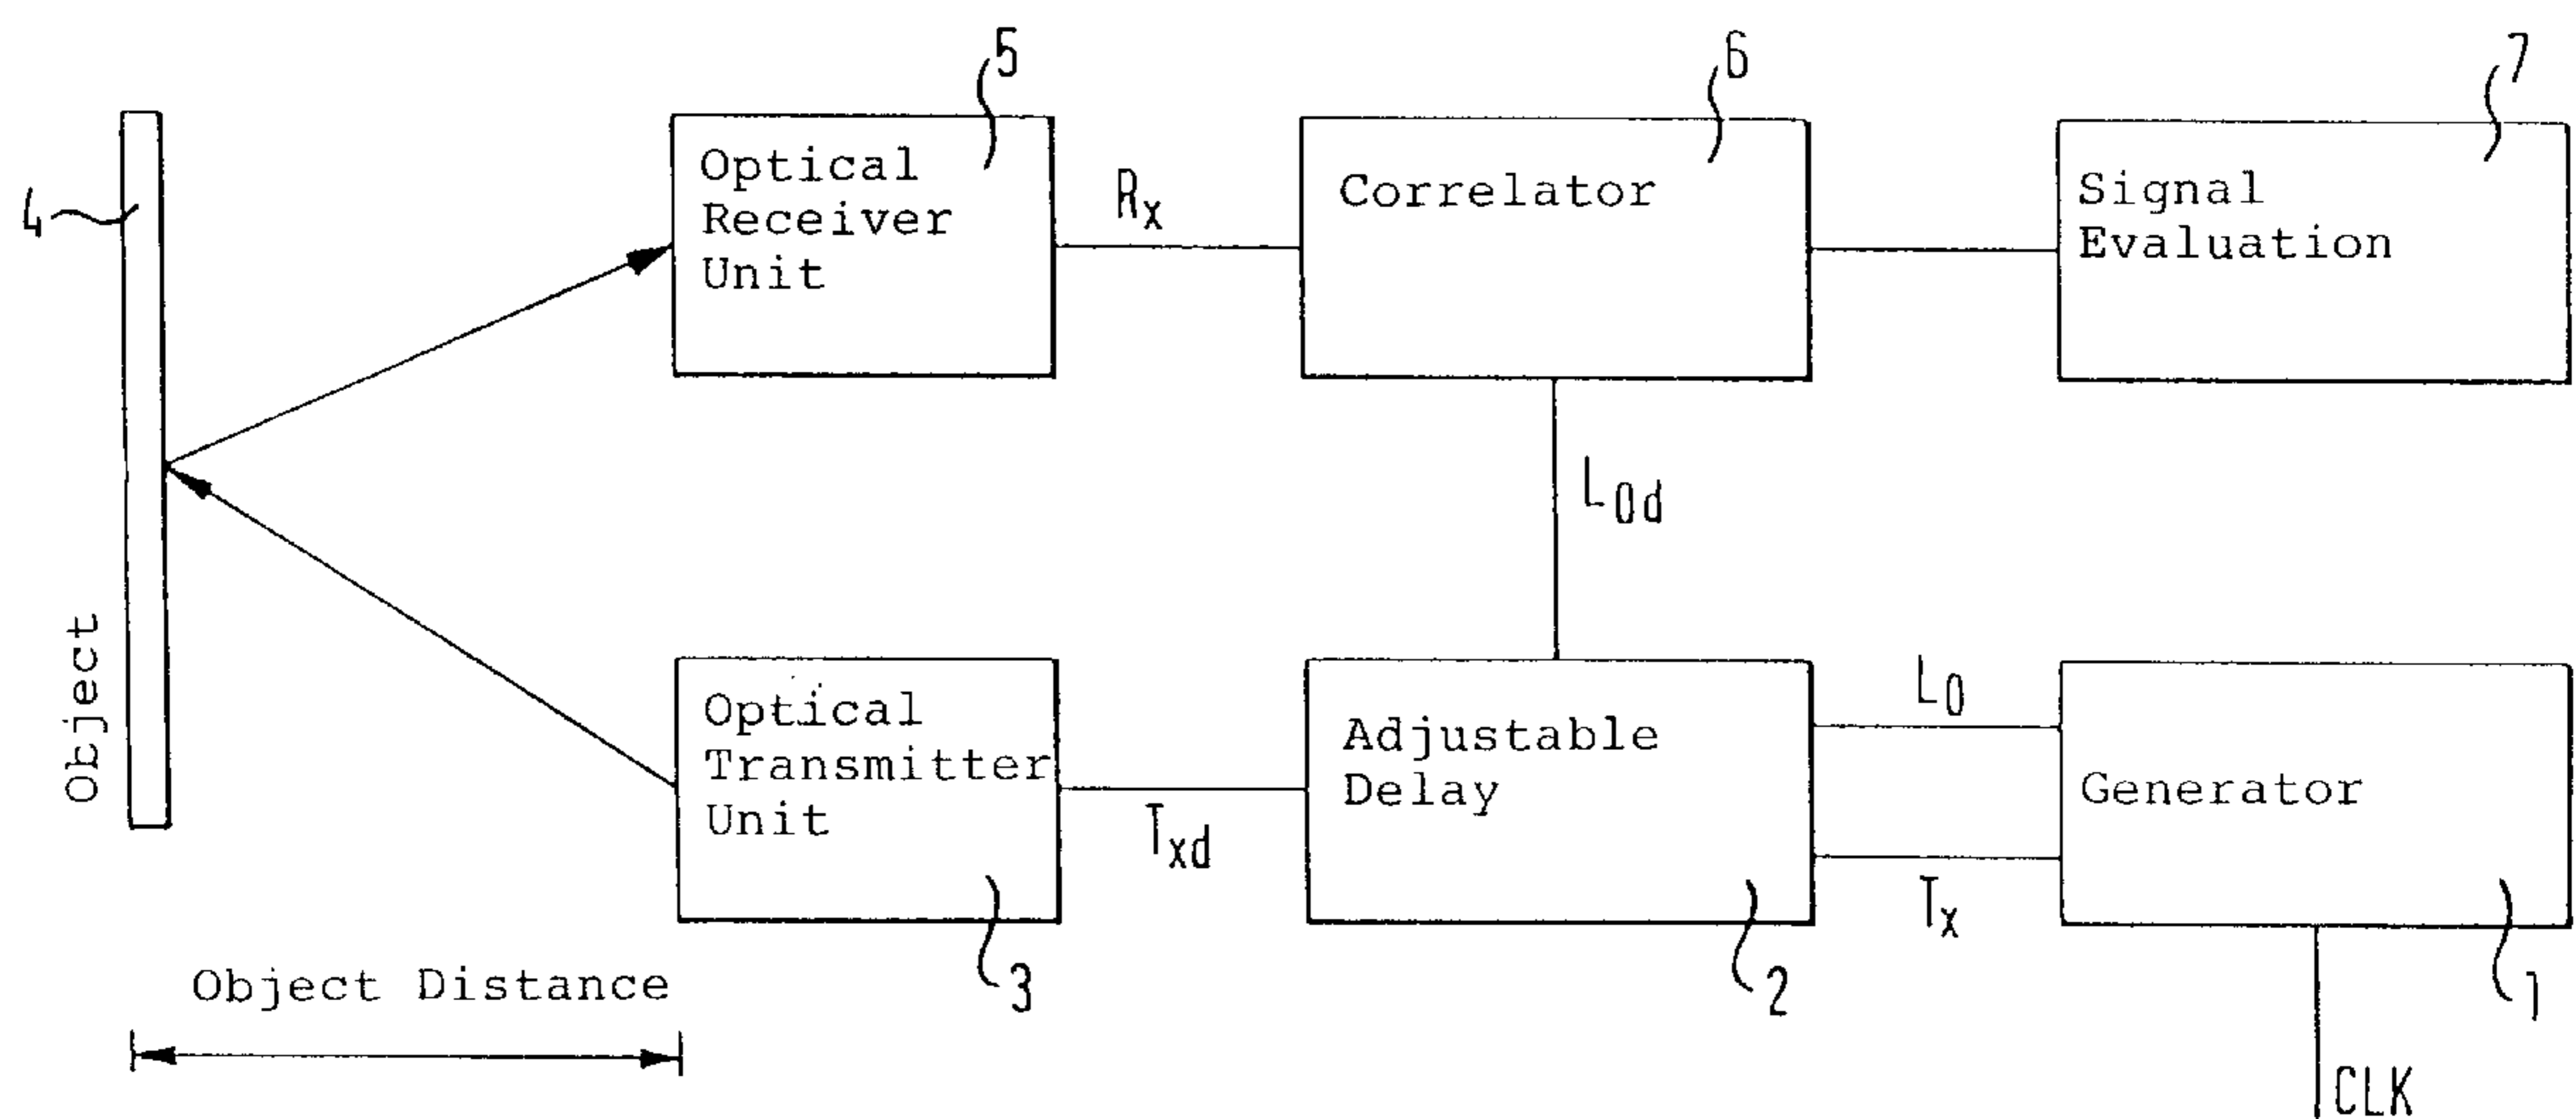 5
6
7
4
Optical
Receiver
Unit
Rx
Correlator
Signal
Evaluation
L0d
Object
Optical
Transmitter
Unit
Txd
Adjustable
Delay
L0
Tx
Generator
3
2
1
Object Distance
CLK